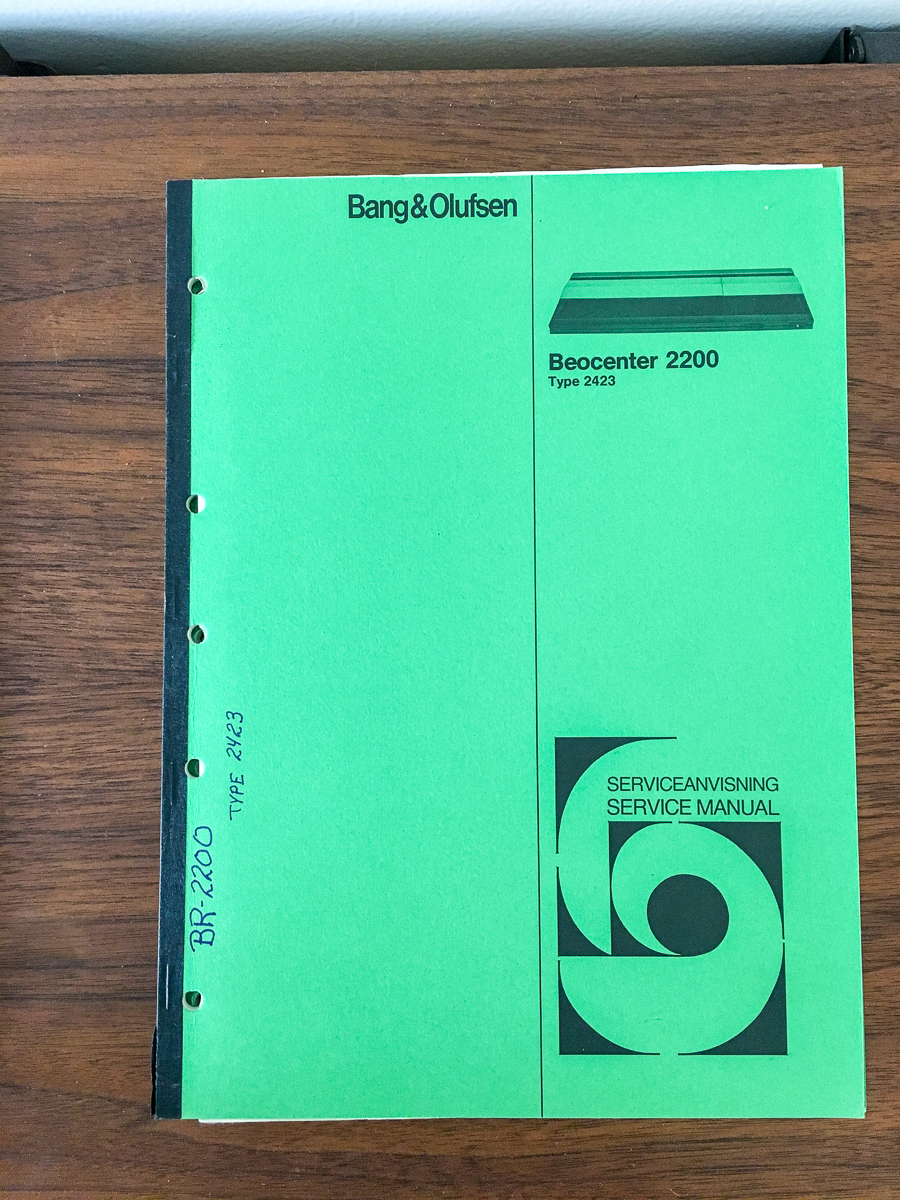 Bang&Olufsen
Beocenter 2200
Type 2423
SERVICEANVISNING
SERVICE MANUAL
TYPE 2423
BR-2200